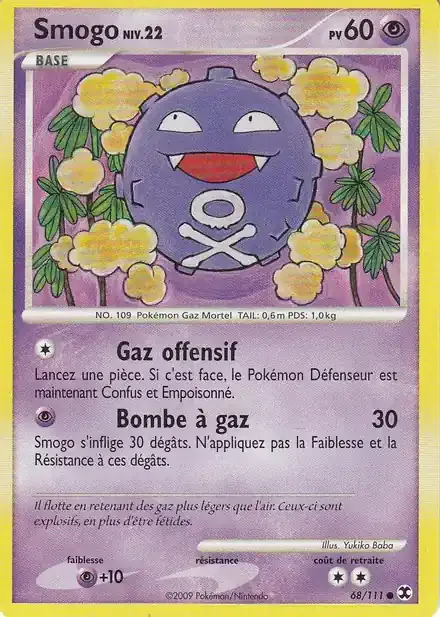 Smogo NIV.22
PV 60
BASE
NO. 109 Pokémon Gaz Mortel TAIL: 0,6m PDS: 1,0kg
Gaz offensif
Lancez une pièce. Si c'est face, le Pokémon Défenseur est
maintenant Confus et Empoisonné.
Bombe à gaz 30
Smogo s'inflige 30 dégâts. N'appliquez pas la Faiblesse et la
Résistance à ces dégâts.
Il flotte en retenant des gaz plus légers que l'air. Ceux-ci sont
explosifs, en plus d'être fétides.
Illus. Yukiko Baba
faiblesse résistance coût de retraite
+10
©2009 Pokémon/Nintendo 68/111